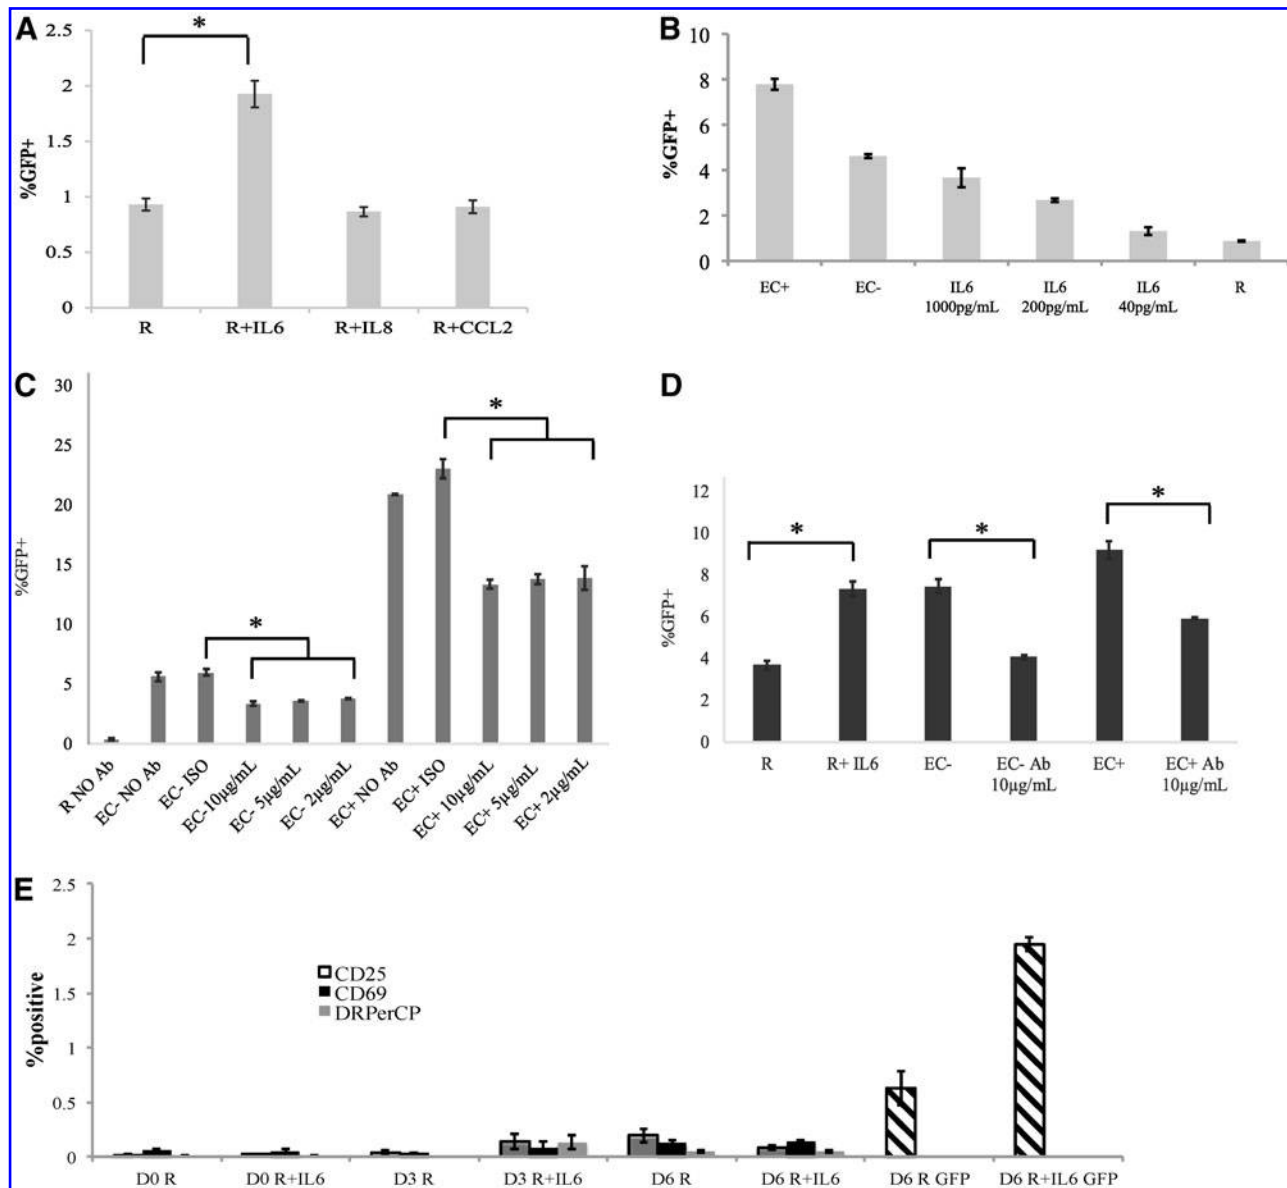 A
2.5
2
1.5
1
0.5
0
%GFP+
*
R
R+IL6
R+IL8
R+CCL2
B
10
8
6
4
2
0
%GFP+
EC+
EC-
IL6
1000pg/mL
IL6
200pg/mL
IL6
40pg/mL
R
C
30
25
20
15
10
5
0
%GFP+
*
*
R NO Ab
EC- NO Ab
EC- ISO
EC-10µg/mL
EC- 5µg/mL
EC- 2µg/mL
EC+ NO Ab
EC+ ISO
EC+ 10µg/mL
EC+ 5µg/mL
EC+ 2µg/mL
D
12
10
8
6
4
2
0
%GFP+
*
*
*
R
R+ IL6
EC-
EC- Ab
10µg/mL
EC+
EC+ Ab
10µg/mL
E
2.5
2
1.5
1
0.5
0
%positive
CD25
CD69
DRPerCP
D0 R
D0 R+IL6
D3 R
D3 R+IL6
D6 R
D6 R+IL6
D6 R GFP
D6 R+IL6 GFP